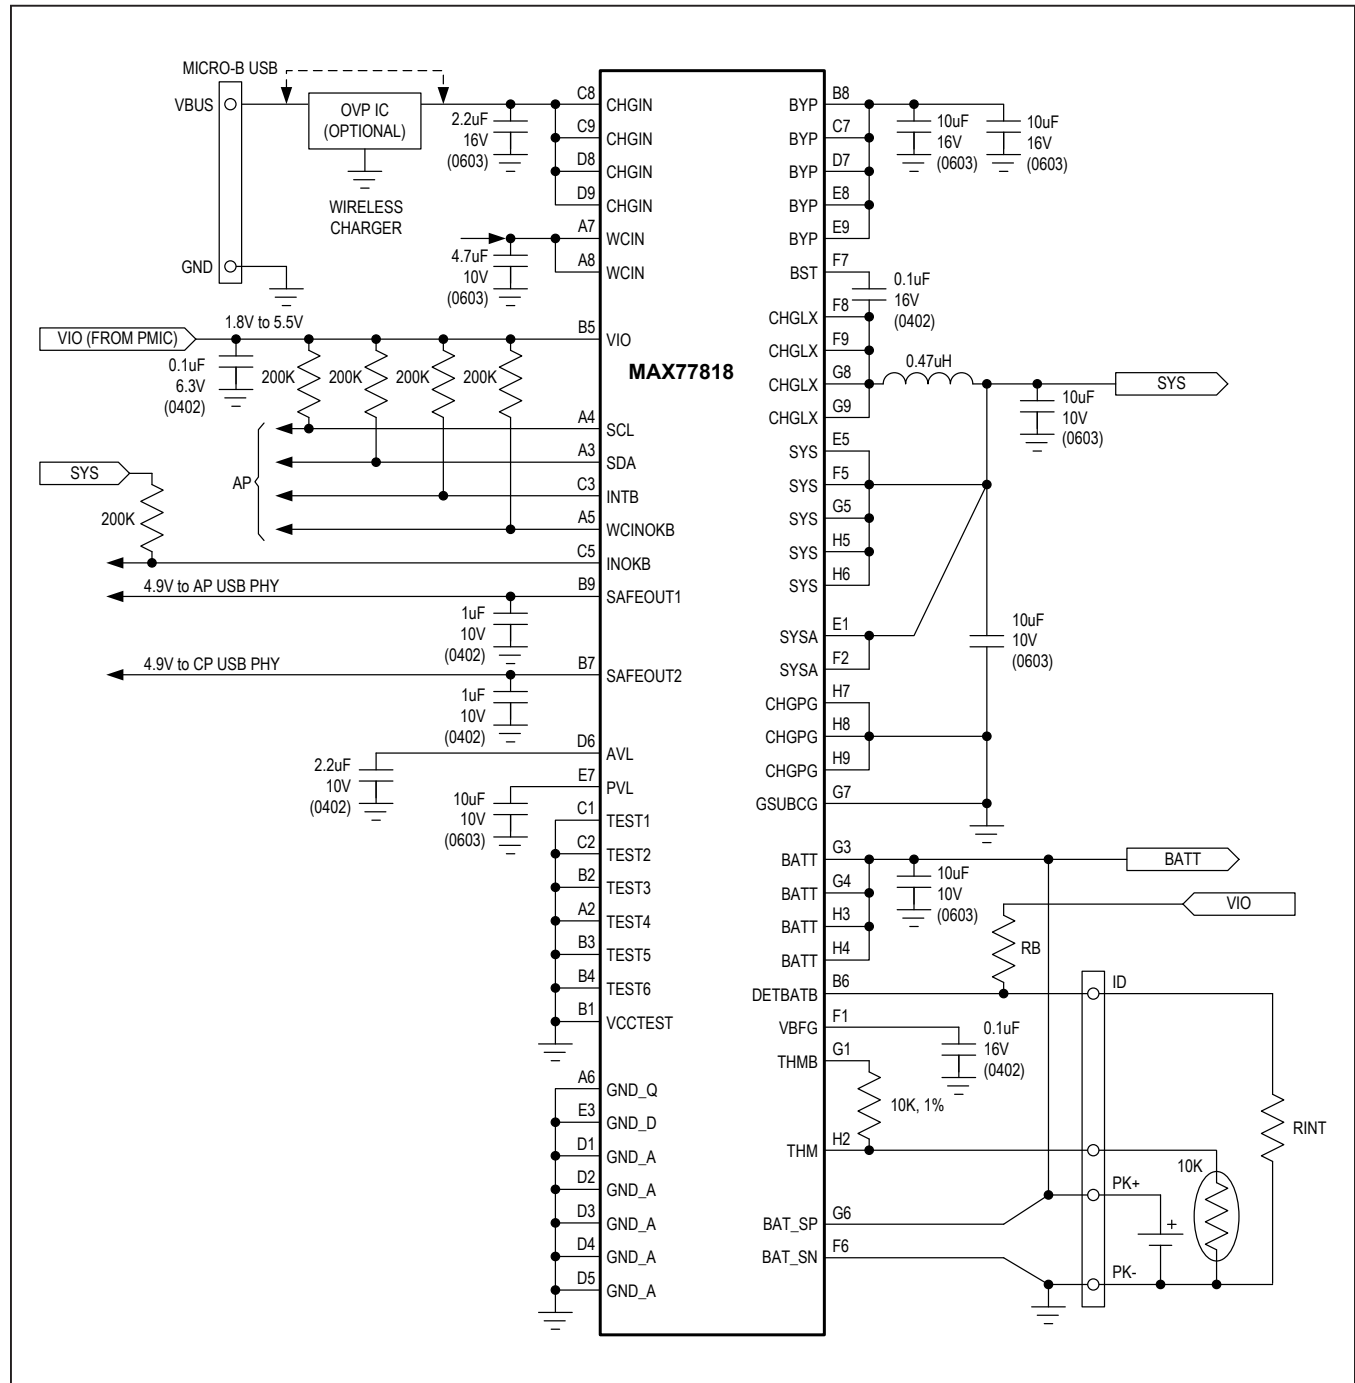 MICRO-B USB
VBUS
OVP IC
(OPTIONAL)
WIRELESS
CHARGER
GND
2.2uF
16V
(0603)
C8
CHGIN
C9
CHGIN
D8
CHGIN
D9
CHGIN
A7
WCIN
4.7uF
10V
(0603)
A8
WCIN
VIO (FROM PMIC)
1.8V to 5.5V
B5
VIO
0.1uF
6.3V
(0402)
200K
200K
200K
200K
A4
SCL
A3
SDA
AP
C3
INTB
A5
WCINOKB
SYS
200K
C5
INOKB
4.9V to AP USB PHY
B9
SAFEOUT1
1uF
10V
(0402)
4.9V to CP USB PHY
B7
SAFEOUT2
1uF
10V
(0402)
D6
AVL
2.2uF
10V
(0402)
E7
PVL
10uF
10V
(0603)
C1
TEST1
C2
TEST2
B2
TEST3
A2
TEST4
B3
TEST5
B4
TEST6
B1
VCCTEST
A6
GND_Q
E3
GND_D
D1
GND_A
D2
GND_A
D3
GND_A
D4
GND_A
D5
GND_A
MAX77818
BYP
B8
10uF
16V
(0603)
10uF
16V
(0603)
BYP
C7
BYP
D7
BYP
E8
BYP
E9
BST
F7
0.1uF
16V
(0402)
CHGLX
F8
CHGLX
F9
CHGLX
G8
0.47uH
SYS
10uF
10V
(0603)
CHGLX
G9
SYS
E5
SYS
F5
SYS
G5
SYS
H5
SYS
H6
SYSA
E1
10uF
10V
(0603)
SYSA
F2
CHGPG
H7
CHGPG
H8
CHGPG
H9
GSUBCG
G7
BATT
G3
BATT
10uF
10V
(0603)
BATT
G4
BATT
H3
BATT
H4
VIO
RB
DETBATB
B6
ID
VBFG
F1
0.1uF
16V
(0402)
THMB
G1
10K, 1%
RINT
THM
H2
10K
PK+
BAT_SP
G6
+
BAT_SN
F6
PK-